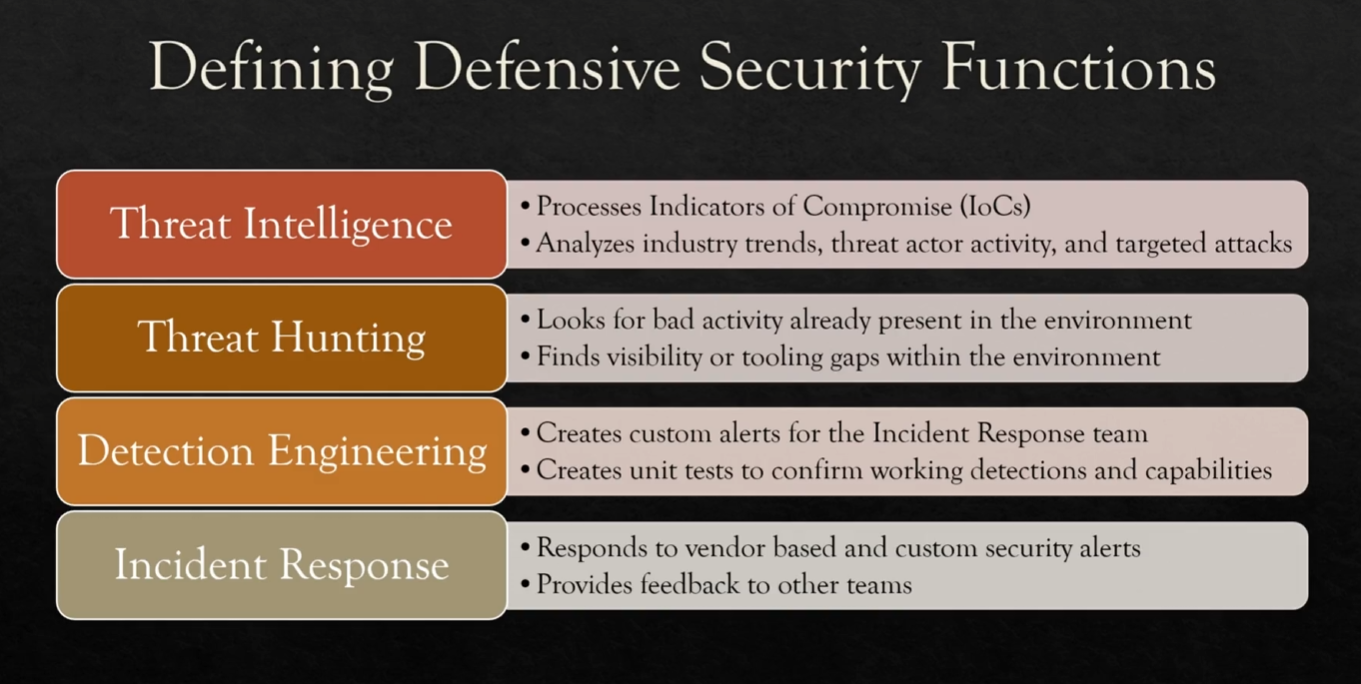 Defining Defensive Security Functions
Threat Intelligence
• Processes Indicators of Compromise (IoCs)
• Analyzes industry trends, threat actor activity, and targeted attacks
Threat Hunting
• Looks for bad activity already present in the environment
• Finds visibility or tooling gaps within the environment
Detection Engineering
• Creates custom alerts for the Incident Response team
• Creates unit tests to confirm working detections and capabilities
Incident Response
• Responds to vendor based and custom security alerts
• Provides feedback to other teams